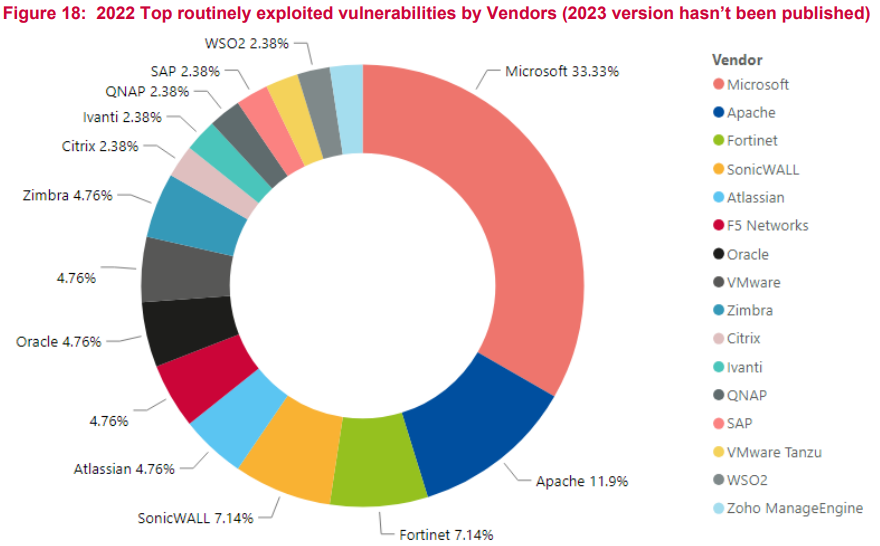 Figure 18:  2022 Top routinely exploited vulnerabilities by Vendors (2023 version hasn't been published)
WSO2 2.38%
SAP 2.38%
QNAP 2.38%
Ivanti 2.38%
Citrix 2.38%
Zimbra 4.76%
4.76%
Oracle 4.76%
4.76%
Atlassian 4.76%
SonicWALL 7.14%
Fortinet 7.14%
Apache 11.9%
Microsoft 33.33%
Vendor
Microsoft
Apache
Fortinet
SonicWALL
Atlassian
F5 Networks
Oracle
VMware
Zimbra
Citrix
Ivanti
QNAP
SAP
VMware Tanzu
WSO2
Zoho ManageEngine